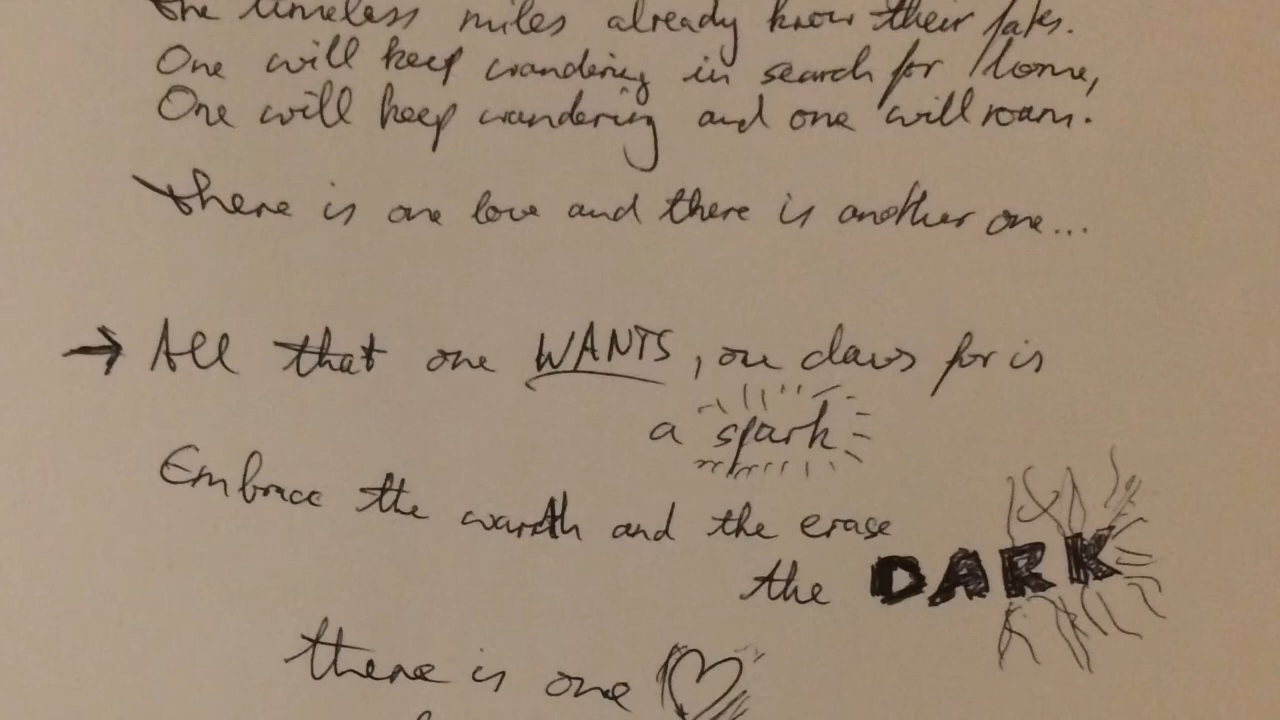 the timeless miles already know their fate.
One will keep wandering in search for home,
One will keep wandering and one will roam.
there is one love and there is another one...
→ All that one WANTS, one claws for is
a spark
Embrace the warmth and the erase
the DARK
there is one ♡